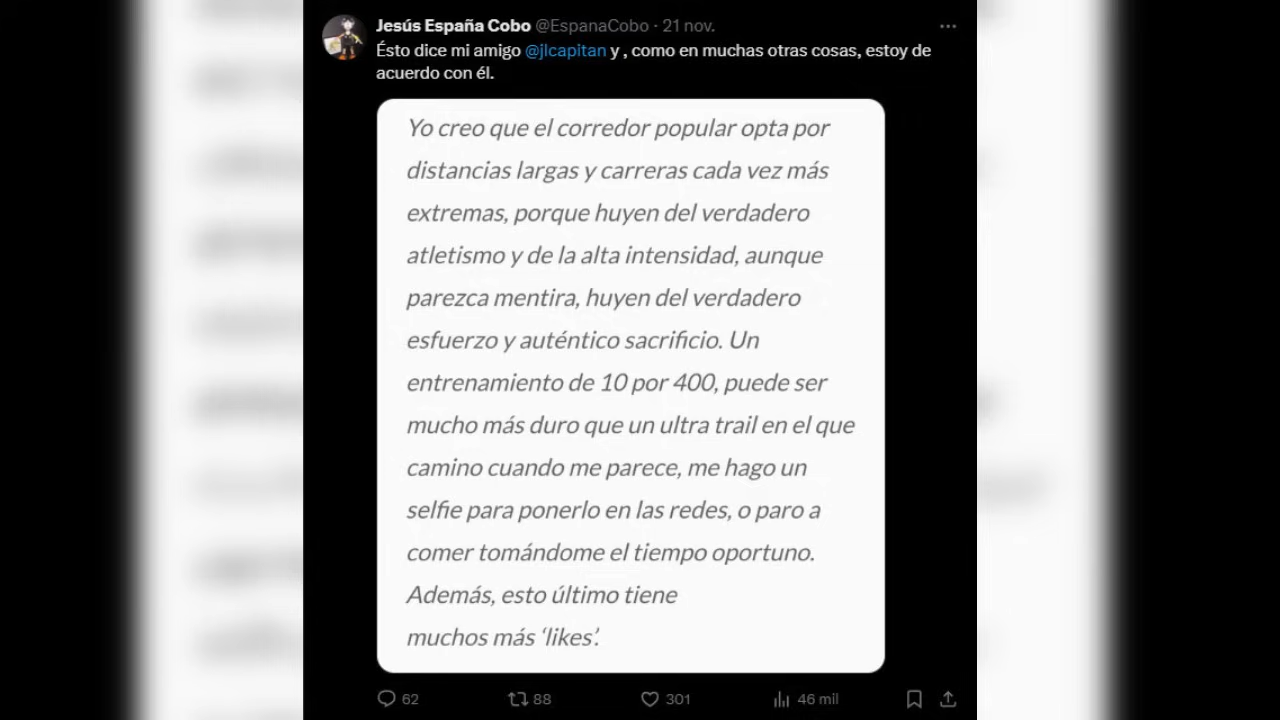 Jesús España Cobo @EspanaCobo · 21 nov.
Ésto dice mi amigo @jlcapitan y , como en muchas otras cosas, estoy de
acuerdo con él.
Yo creo que el corredor popular opta por
distancias largas y carreras cada vez más
extremas, porque huyen del verdadero
atletismo y de la alta intensidad, aunque
parezca mentira, huyen del verdadero
esfuerzo y auténtico sacrificio. Un
entrenamiento de 10 por 400, puede ser
mucho más duro que un ultra trail en el que
camino cuando me parece, me hago un
selfie para ponerlo en las redes, o paro a
comer tomándome el tiempo oportuno.
Además, esto último tiene
muchos más ‘likes’.
62 88 301 46 mil